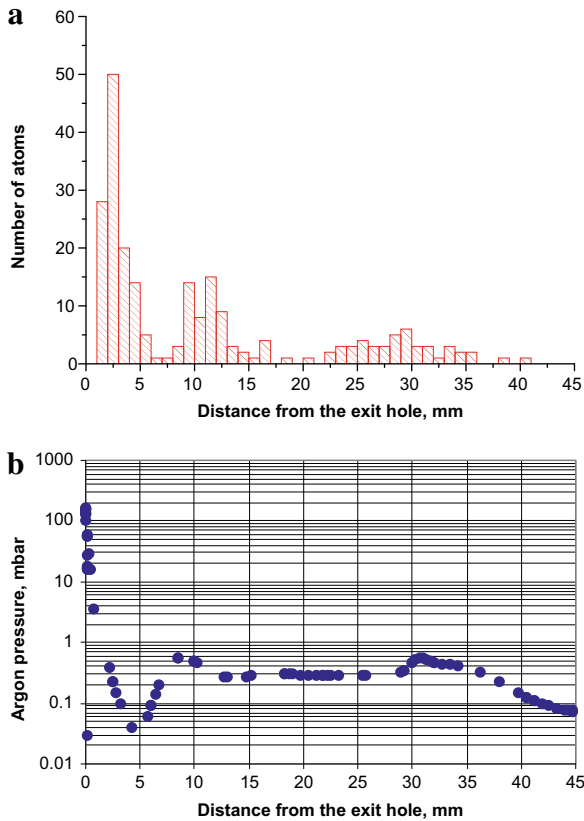 a
Number of atoms
60
50
40
30
20
10
0
0 5 10 15 20 25 30 35 40 45
Distance from the exit hole, mm
b
Argon pressure, mbar
1000
100
10
1
0.1
0.01
0 5 10 15 20 25 30 35 40 45
Distance from the exit hole, mm